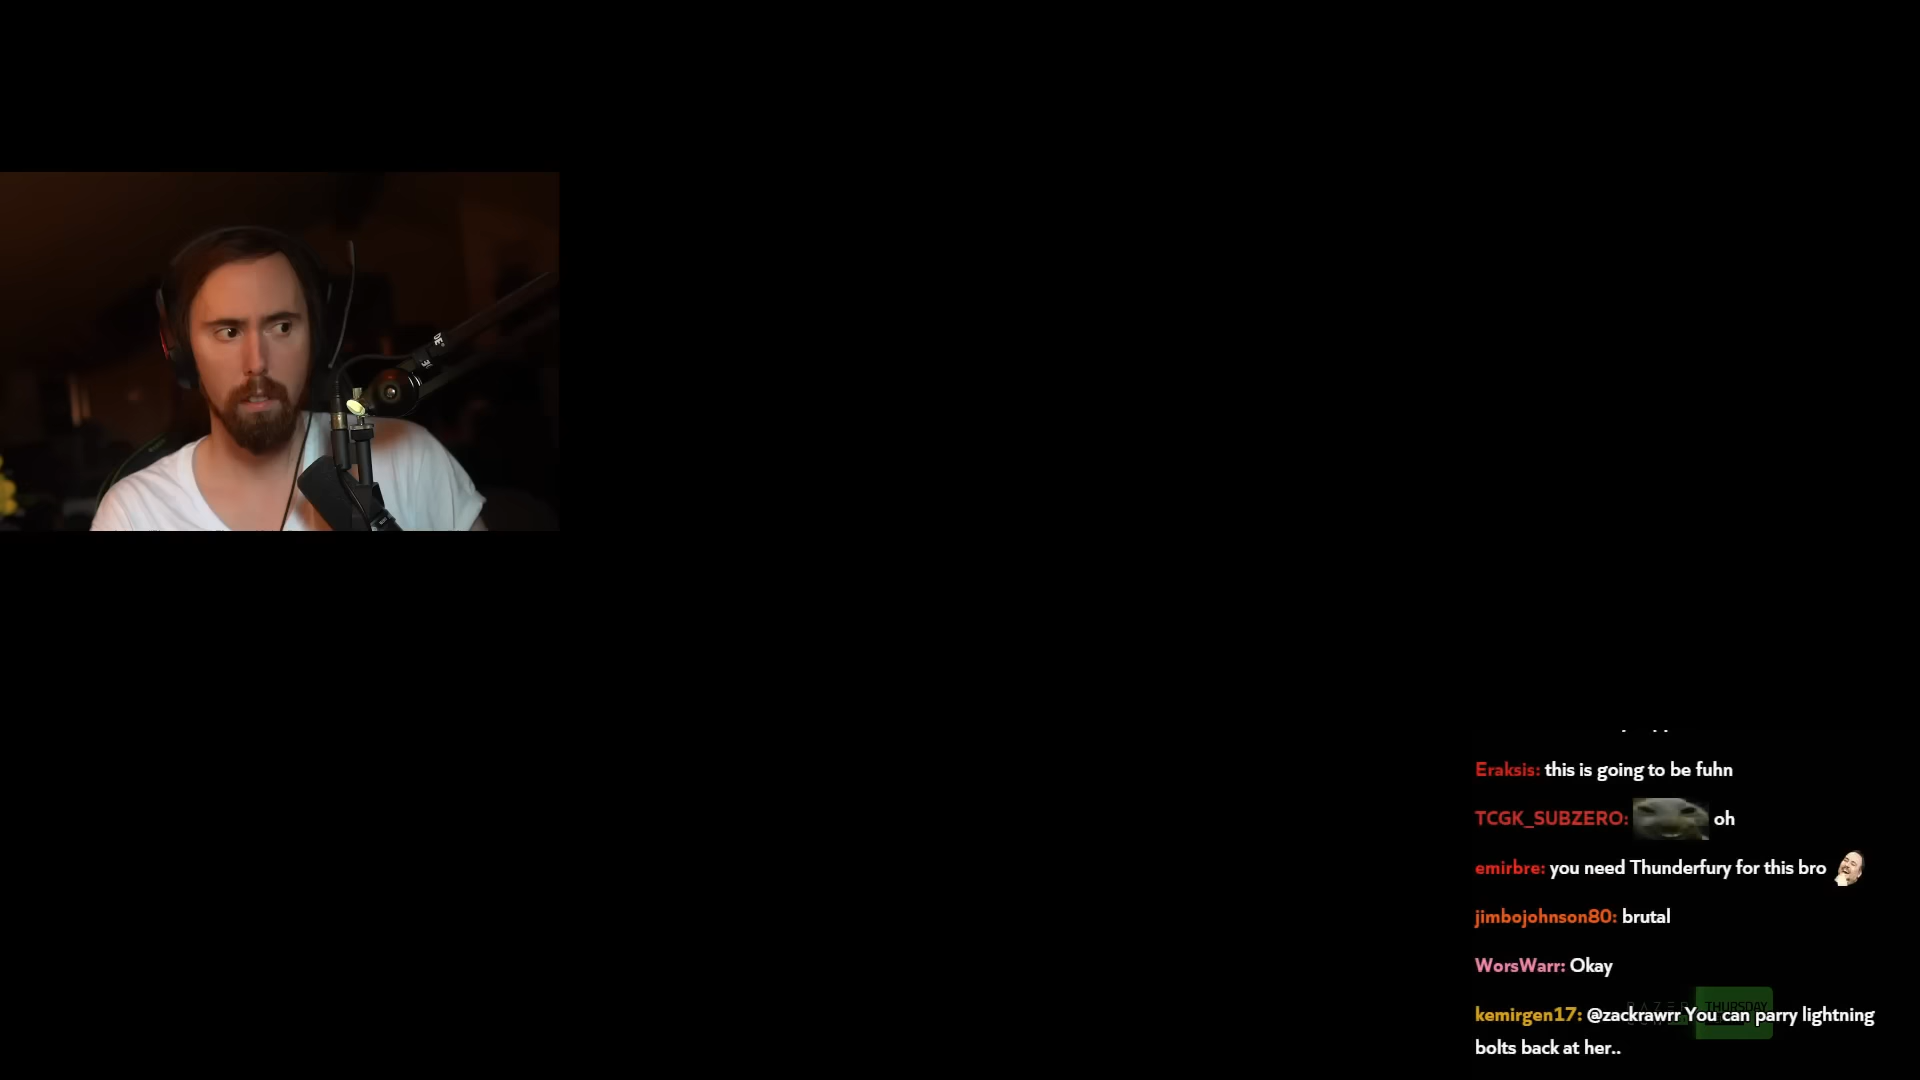 Eraksis: this is going to be fuhn
TCGK_SUBZERO: oh
emirbre: you need Thunderfury for this bro
jimbojohnson80: brutal
WorsWarr: Okay
THURSDAY
kemirgen17: @zackrawrr You can parry lightning
bolts back at her..